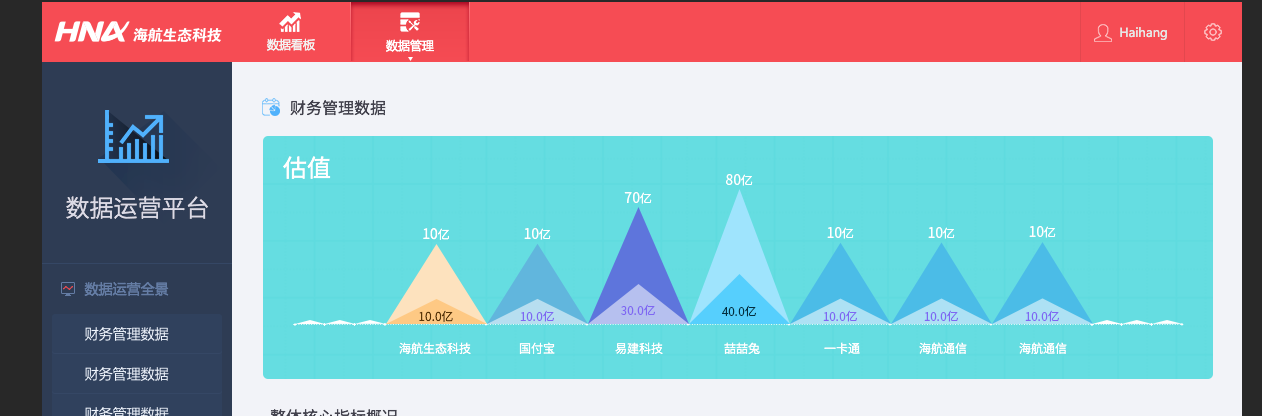 HNA 海航生态科技
数据看板
数据管理
Haihang
数据运营平台
数据运营全景
财务管理数据
财务管理数据
财务管理数据
财务管理数据
估值
10亿 10亿 70亿 80亿 10亿 10亿 10亿
10.0亿 10.0亿 30.0亿 40.0亿 10.0亿 10.0亿 10.0亿
海航生态科技 国付宝 易建科技 喆喆兔 一卡通 海航通信 海航通信
整体核心指标概况